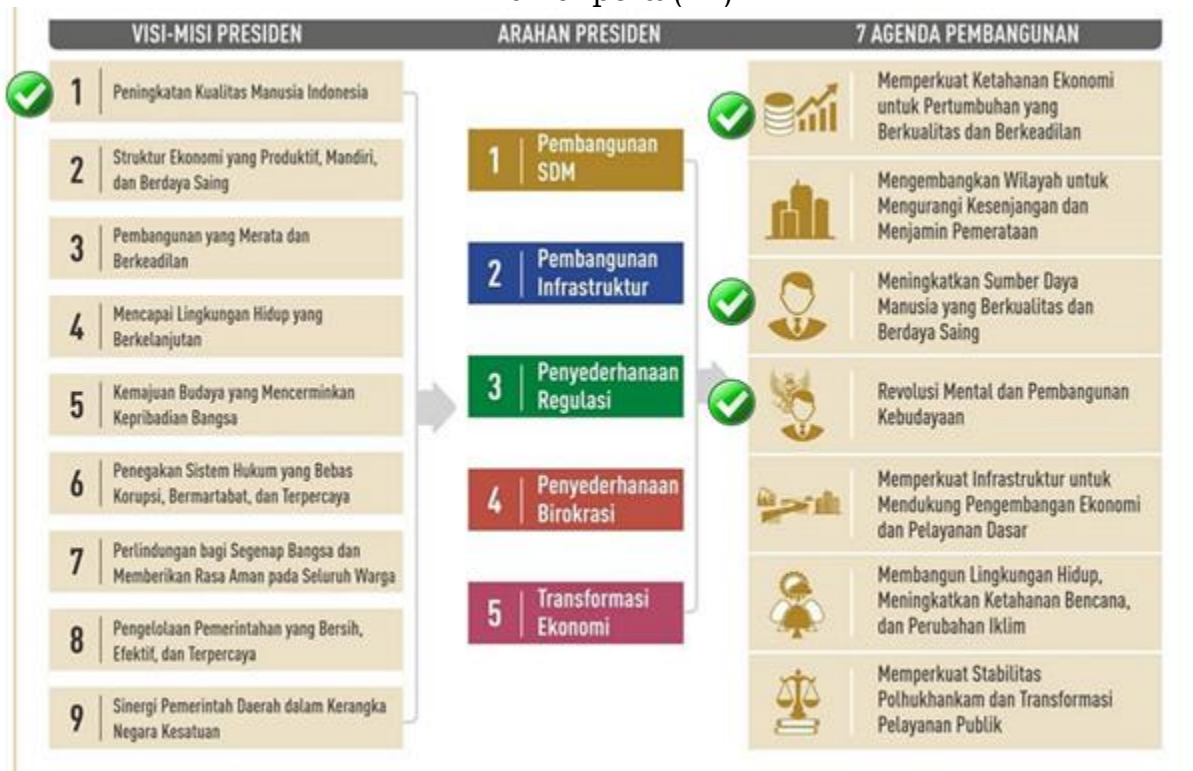 VISI-MISI PRESIDEN
1
Peningkatan Kualitas Manusia Indonesia
2
Struktur Ekonomi yang Produktif, Mandiri,
dan Berdaya Saing
3
Pembangunan yang Merata dan
Berkeadilan
4
Mencapai Lingkungan Hidup yang
Berkelanjutan
5
Kemajuan Budaya yang Mencerminkan
Kepribadian Bangsa
6
Penegakan Sistem Hukum yang Bebas
Korupsi, Bermartabat, dan Terpercaya
7
Perlindungan bagi Segenap Bangsa dan
Memberikan Rasa Aman pada Seluruh Warga
8
Pengelolaan Pemerintahan yang Bersih,
Efektif, dan Terpercaya
9
Sinergi Pemerintah Daerah dalam Kerangka
Negara Kesatuan
ARAHAN PRESIDEN
1
Pembangunan
SDM
2
Pembangunan
Infrastruktur
3
Penyederhanaan
Regulasi
4
Penyederhanaan
Birokrasi
5
Transformasi
Ekonomi
7 AGENDA PEMBANGUNAN
Memperkuat Ketahanan Ekonomi
untuk Pertumbuhan yang
Berkualitas dan Berkeadilan
Mengembangkan Wilayah untuk
Mengurangi Kesenjangan dan
Menjamin Pemerataan
Meningkatkan Sumber Daya
Manusia yang Berkualitas dan
Berdaya Saing
Revolusi Mental dan Pembangunan
Kebudayaan
Memperkuat Infrastruktur untuk
Mendukung Pengembangan Ekonomi
dan Pelayanan Dasar
Membangun Lingkungan Hidup,
Meningkatkan Ketahanan Bencana,
dan Perubahan Iklim
Memperkuat Stabilitas
Polhukhankam dan Transformasi
Pelayanan Publik